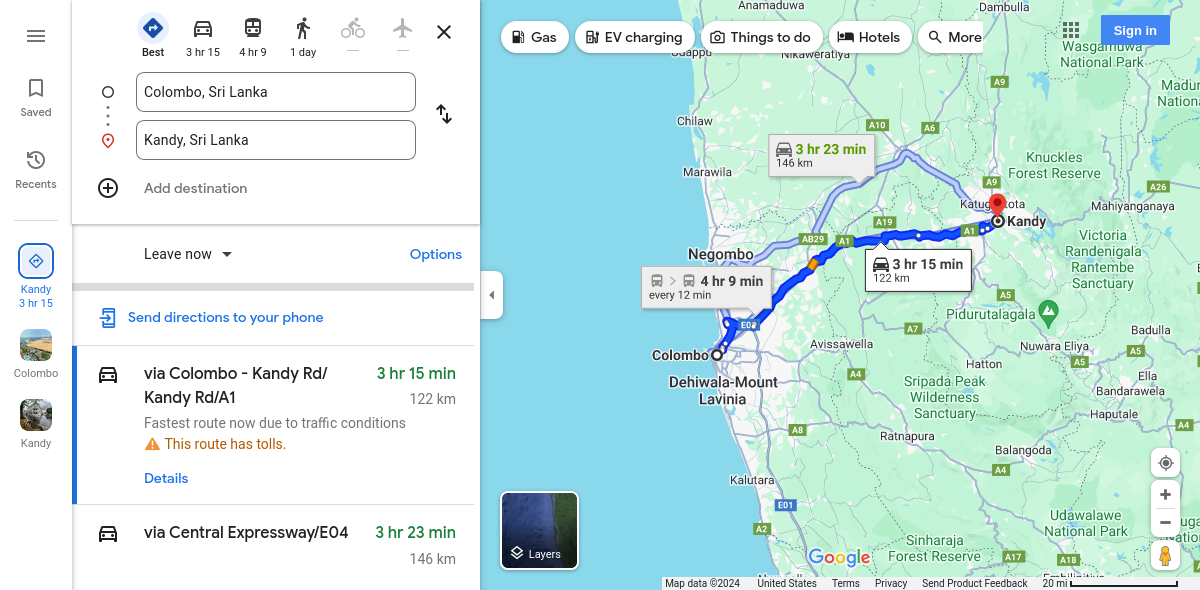 Best
3 hr 15
4 hr 9
1 day
Saved
Recents
Kandy
3 hr 15
Colombo
Kandy
Colombo, Sri Lanka
Kandy, Sri Lanka
Add destination
Leave now
Options
Send directions to your phone
via Colombo - Kandy Rd/
Kandy Rd/A1
3 hr 15 min
122 km
Fastest route now due to traffic conditions
This route has tolls.
Details
via Central Expressway/E04
3 hr 23 min
146 km
Gas
EV charging
Things to do
Hotels
More
Sign in
Anamaduwa
Dambulla
Nikaweratiya
Wasgamuwa
National Park
A9
Chilaw
A10
A6
3 hr 23 min
146 km
Marawila
Knuckles
Forest Reserve
A9
A26
Mahiyanganaya
A19
Kandy
AB29
A1
A1
Negombo
Victoria
Randenigala
Rantembe
Sanctuary
3 hr 15 min
122 km
4 hr 9 min
every 12 min
A5
Pidurutalagala
A7
Badulla
Nuwara Eliya
Avissawella
A5
A5
Colombo
Hatton
A4
Ella
Dehiwala-Mount
Lavinia
Sripada Peak
Wilderness
Sanctuary
Bandarawela
Haputale
A8
A4
Ratnapura
Balangoda
A4
Kalutara
E01
A2
Udawalawe
National Park
Sinharaja
Forest Reserve
A17
A18
Layers
Google
Map data ©2024
United States
Terms
Privacy
Send Product Feedback
20 mi